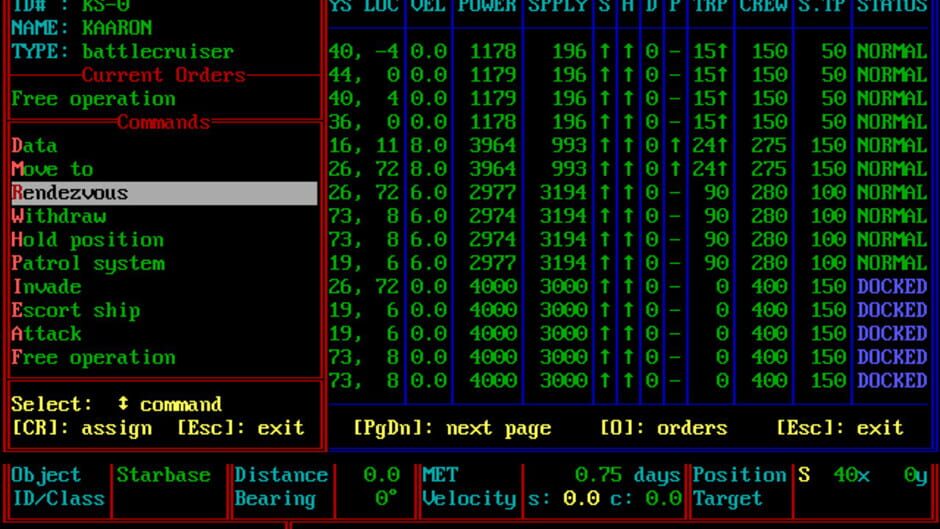 ID# : KS-0
NAME: KAARON
TYPE: battlecruiser
Current Orders
Free operation
Commands
Data
Move to
Rendezvous
Withdraw
Hold position
Patrol system
Invade
Escort ship
Attack
Free operation
Select: ↕ command
[CR]: assign [Esc]: exit
YS LOC VEL POWER SPPLY S H D P TRP CREW S.TP STATUS
40, -4 0.0 1178 196 ↑ ↑ 0 - 15↑ 150 50 NORMAL
44, 0 0.0 1179 196 ↑ ↑ 0 - 15↑ 150 50 NORMAL
40, 4 0.0 1179 196 ↑ ↑ 0 - 15↑ 150 50 NORMAL
36, 0 0.0 1178 196 ↑ ↑ 0 - 15↑ 150 50 NORMAL
16, 11 8.0 3964 993 ↑ ↑ 0 ↑ 24↑ 275 150 NORMAL
26, 72 8.0 3964 993 ↑ ↑ 0 ↑ 24↑ 275 150 NORMAL
26, 72 6.0 2977 3194 ↑ ↑ 0 - 90 280 100 NORMAL
73, 8 6.0 2974 3194 ↑ ↑ 0 - 90 280 100 NORMAL
73, 8 6.0 2974 3194 ↑ ↑ 0 - 90 280 100 NORMAL
19, 6 6.0 2977 3194 ↑ ↑ 0 - 90 280 100 NORMAL
26, 72 0.0 4000 3000 ↑ ↑ 0 - 0 400 150 DOCKED
19, 6 0.0 4000 3000 ↑ ↑ 0 - 0 400 150 DOCKED
19, 6 0.0 4000 3000 ↑ ↑ 0 - 0 400 150 DOCKED
73, 8 0.0 4000 3000 ↑ ↑ 0 - 0 400 150 DOCKED
73, 8 0.0 4000 3000 ↑ ↑ 0 - 0 400 150 DOCKED
[PgDn]: next page [O]: orders [Esc]: exit
Object Starbase Distance 0.0 MET 0.75 days Position S 40x 0y
ID/Class Bearing 0° Velocity s: 0.0 c: 0.0 Target